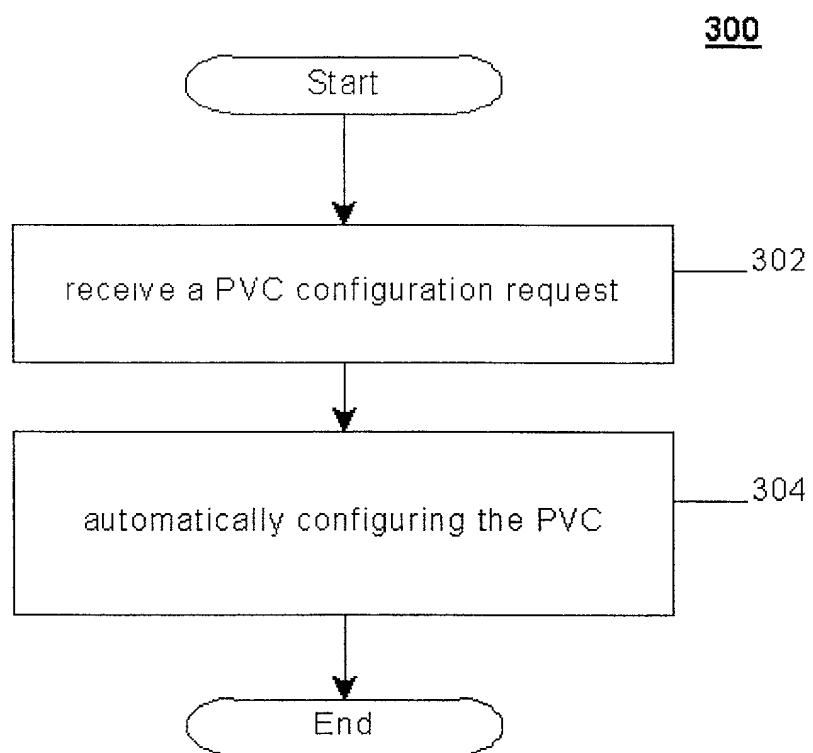 300
Start
receive a PVC configuration request
302
automatically configuring the PVC
304
End